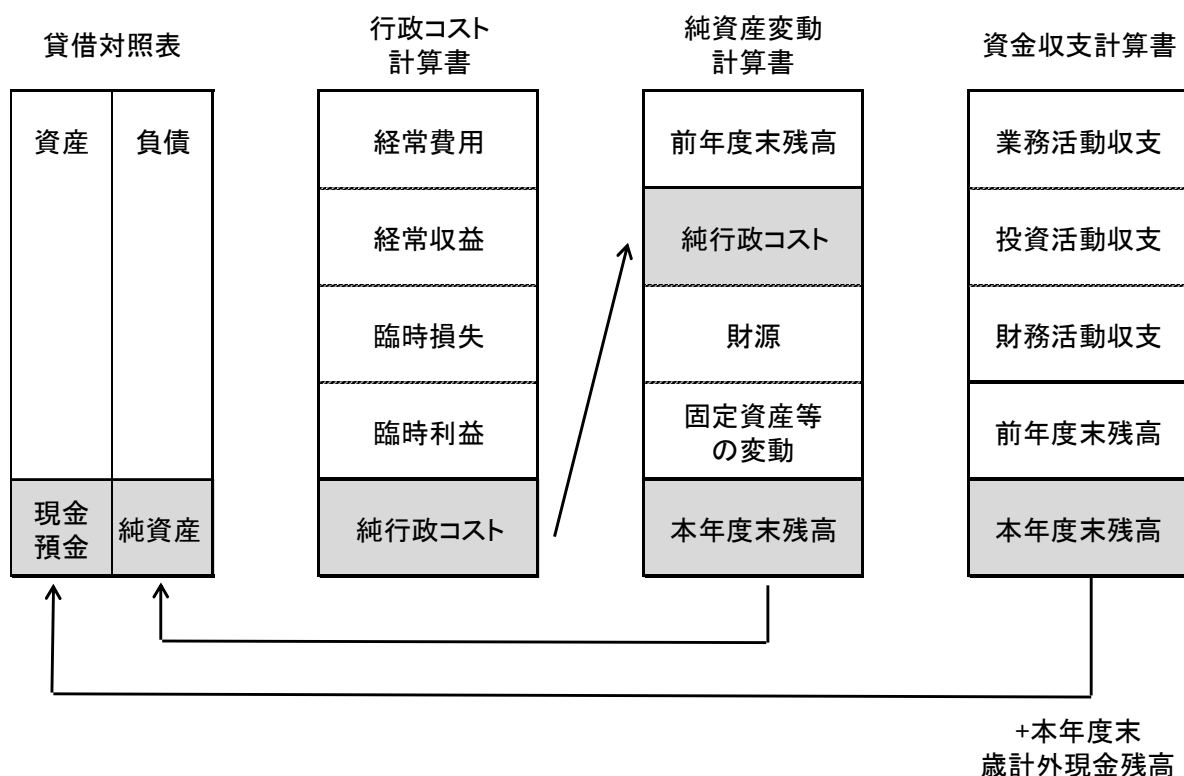 貸借対照表
資産
負債
現金
預金
純資産
行政コスト
計算書
経常費用
経常収益
臨時損失
臨時利益
純行政コスト
純資産変動
計算書
前年度末残高
純行政コスト
財源
固定資産等
の変動
本年度末残高
資金収支計算書
業務活動収支
投資活動収支
財務活動収支
前年度末残高
本年度末残高
+本年度末
歳計外現金残高